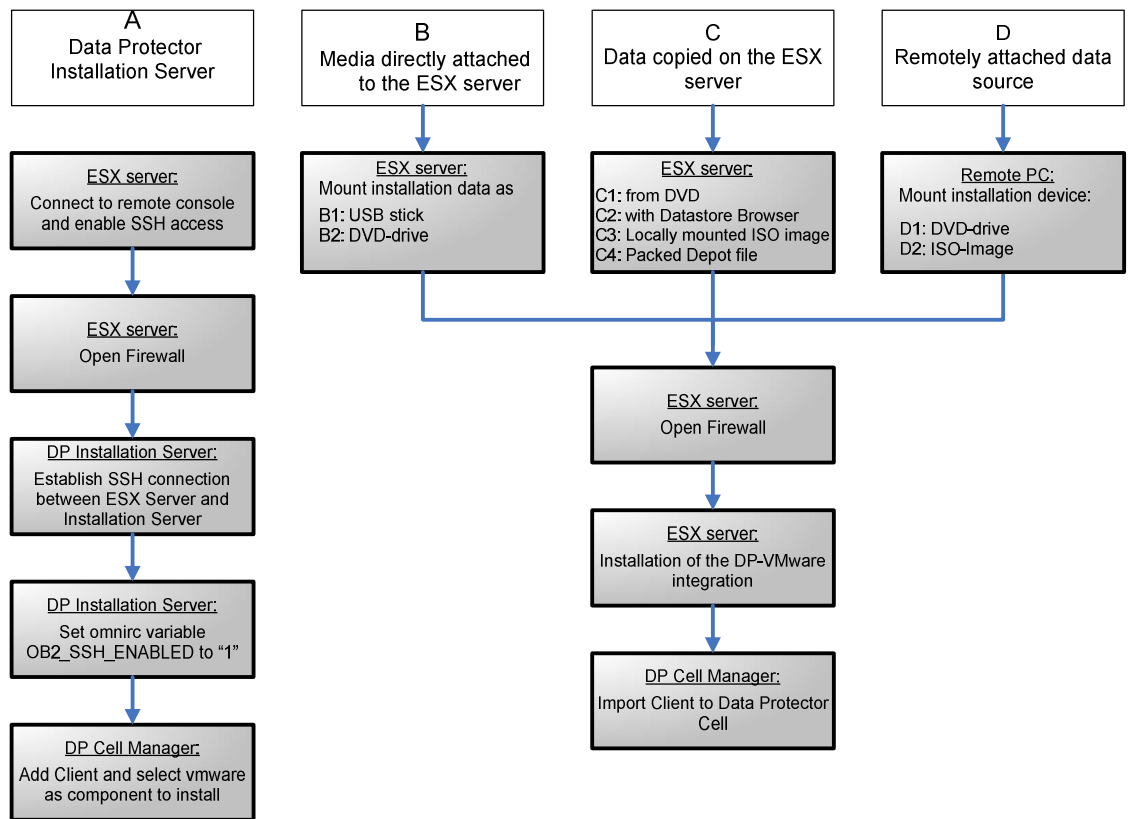 A
Data Protector
Installation Server
B
Media directly attached
to the ESX server
C
Data copied on the ESX
server
D
Remotely attached data
source
ESX server:
Connect to remote console
and enable SSH access
ESX server:
Mount installation data as
B1: USB stick
B2: DVD-drive
ESX server:
C1: from DVD
C2: with Datastore Browser
C3: Locally mounted ISO image
C4: Packed Depot file
Remote PC:
Mount installation device:
D1: DVD-drive
D2: ISO-Image
ESX server:
Open Firewall
ESX server:
Open Firewall
DP Installation Server:
Establish SSH connection
between ESX Server and
Installation Server
ESX server:
Installation of the DP-VMware
integration
DP Installation Server:
Set omnirc variable
OB2_SSH_ENABLED to “1”
DP Cell Manager:
Import Client to Data Protector
Cell
DP Cell Manager:
Add Client and select vmware
as component to install